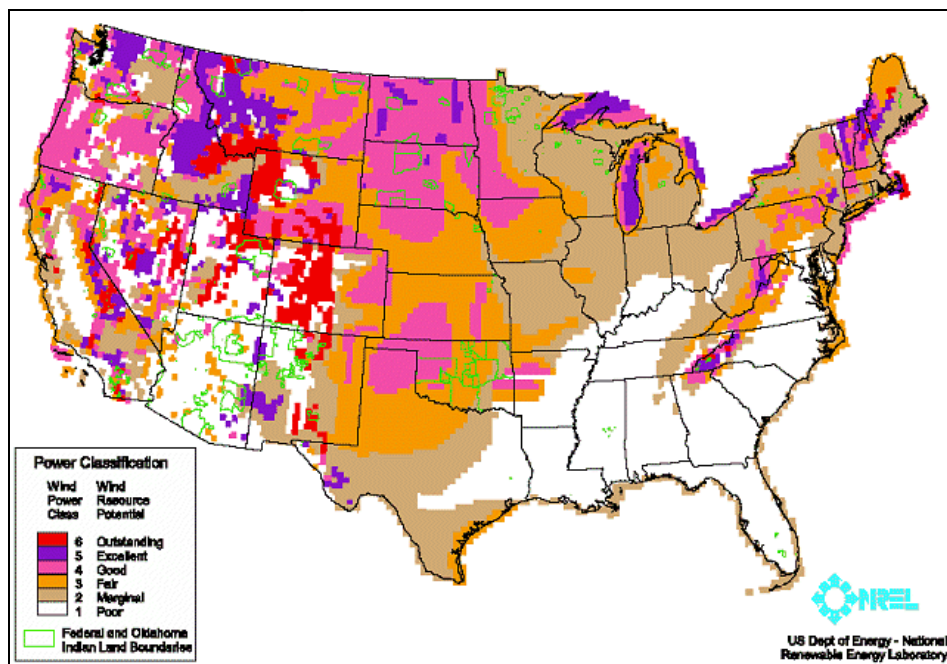 Power Classification
Wind Wind
Power Resource
Class Potential
6 Outstanding
5 Excellent
4 Good
3 Fair
2 Marginal
1 Poor
Federal and Oklahoma
Indian Land Boundaries
NREL
US Dept of Energy - National
Renewable Energy Laboratory